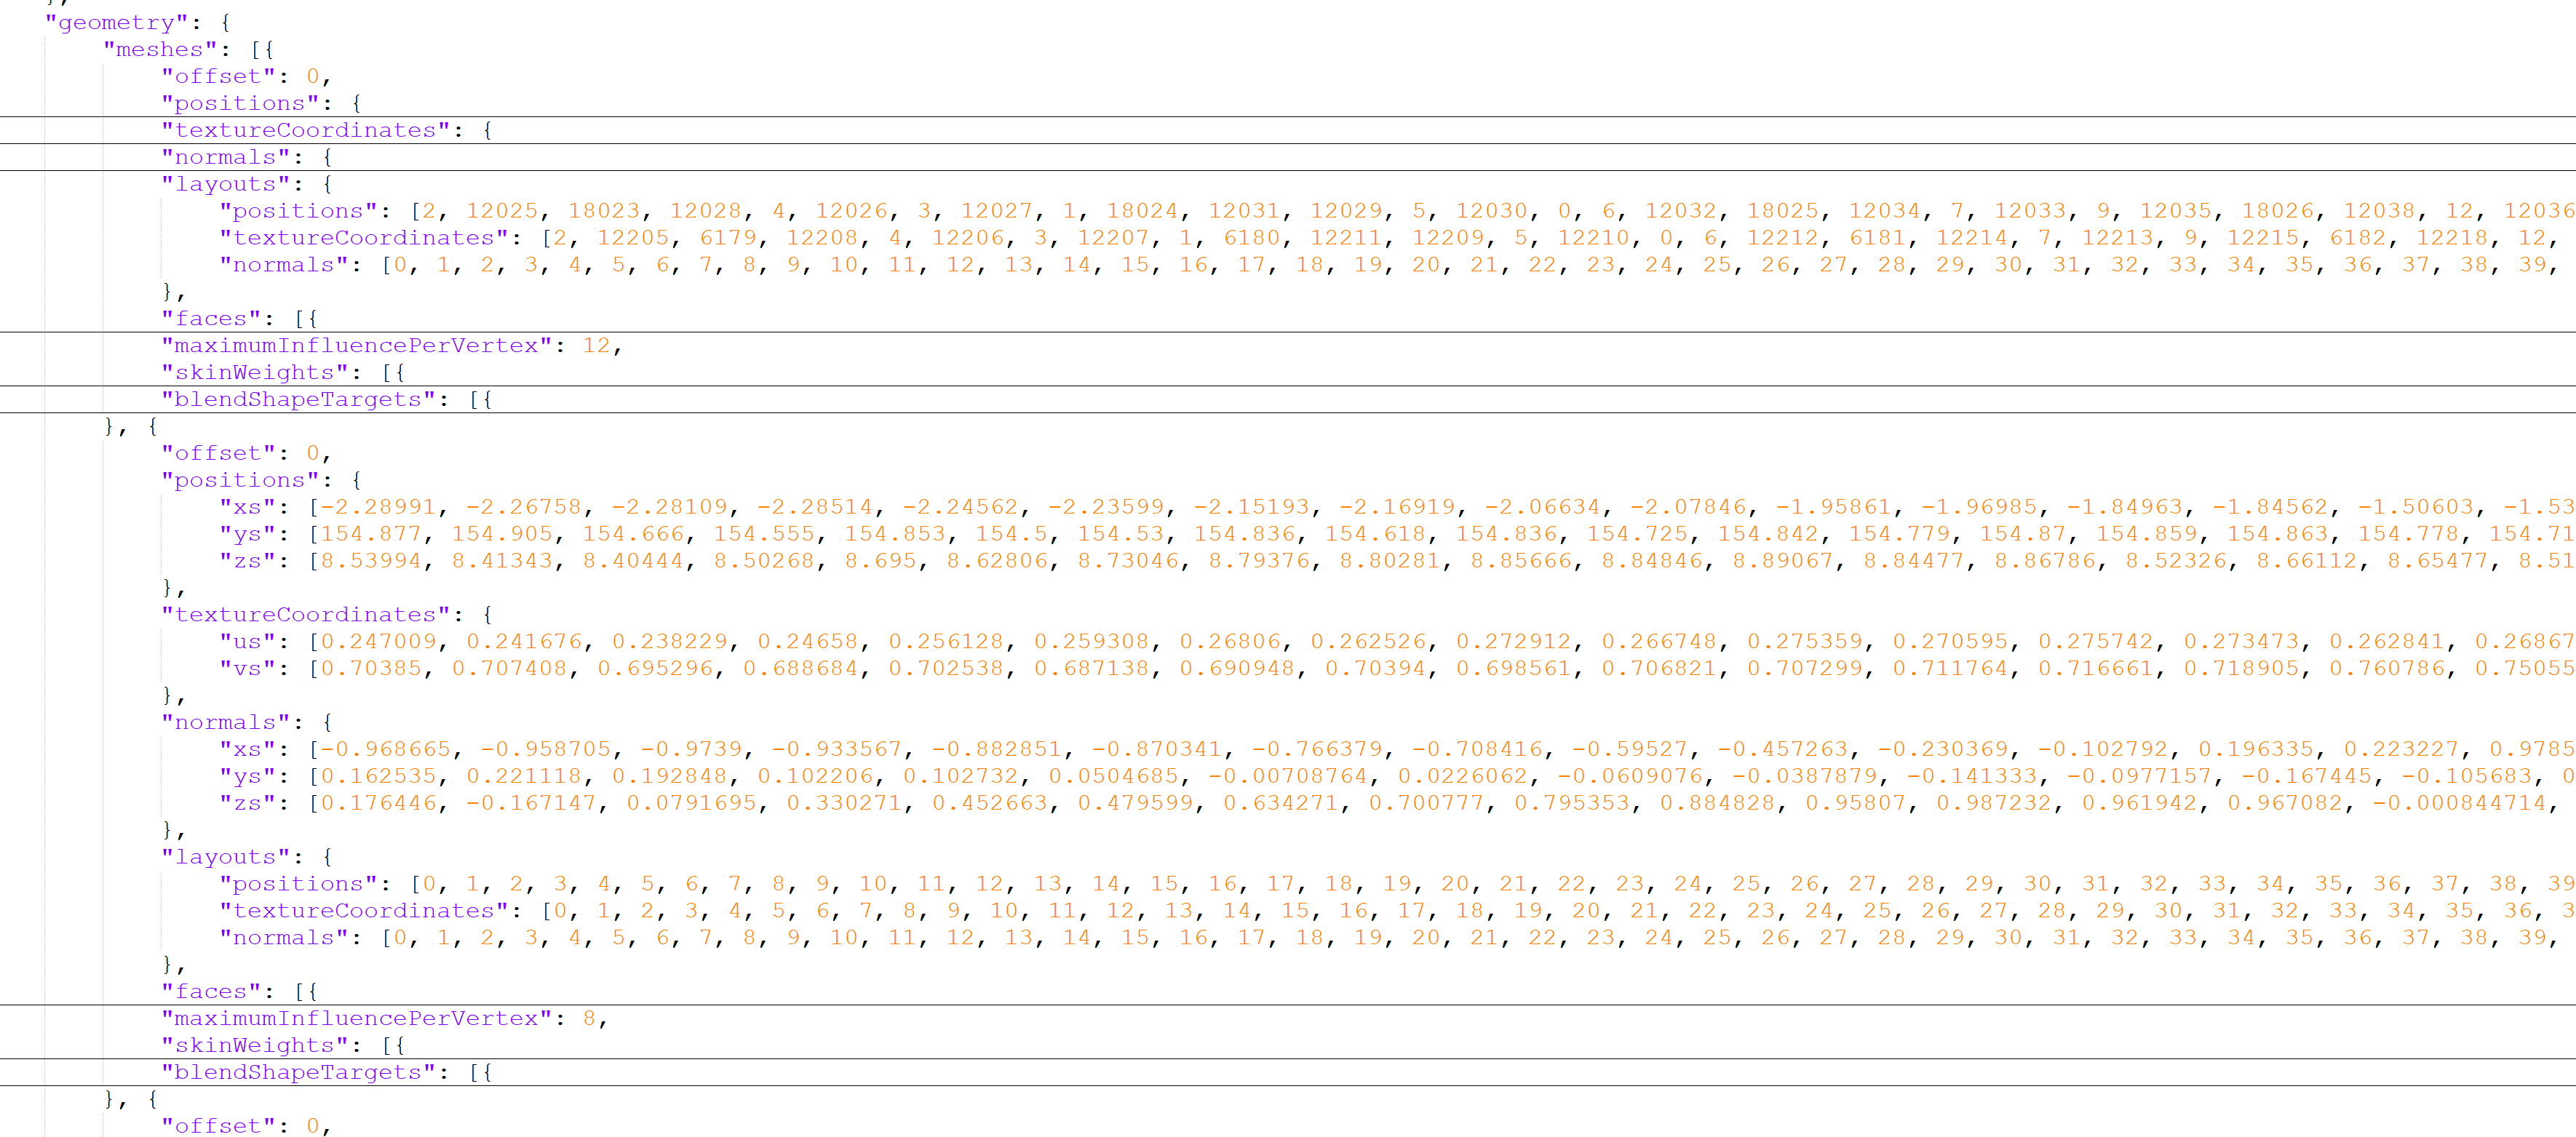 },
"geometry": {
"meshes": [{
"offset": 0,
"positions": {
"textureCoordinates": {
"normals": {
"layouts": {
"positions": [2, 12025, 18023, 12028, 4, 12026, 3, 12027, 1, 18024, 12031, 12029, 5, 12030, 0, 6, 12032, 18025, 12034, 7, 12033, 9, 12035, 18026, 12038, 12, 12036
"textureCoordinates": [2, 12205, 6179, 12208, 4, 12206, 3, 12207, 1, 6180, 12211, 12209, 5, 12210, 0, 6, 12212, 6181, 12214, 7, 12213, 9, 12215, 6182, 12218, 12,
"normals": [0, 1, 2, 3, 4, 5, 6, 7, 8, 9, 10, 11, 12, 13, 14, 15, 16, 17, 18, 19, 20, 21, 22, 23, 24, 25, 26, 27, 28, 29, 30, 31, 32, 33, 34, 35, 36, 37, 38, 39,
},
"faces": [{
"maximumInfluencePerVertex": 12,
"skinWeights": [{
"blendShapeTargets": [{
}, {
"offset": 0,
"positions": {
"xs": [-2.28991, -2.26758, -2.28109, -2.28514, -2.24562, -2.23599, -2.15193, -2.16919, -2.06634, -2.07846, -1.95861, -1.96985, -1.84963, -1.84562, -1.50603, -1.53
"ys": [154.877, 154.905, 154.666, 154.555, 154.853, 154.5, 154.53, 154.836, 154.618, 154.836, 154.725, 154.842, 154.779, 154.87, 154.859, 154.863, 154.778, 154.71
"zs": [8.53994, 8.41343, 8.40444, 8.50268, 8.695, 8.62806, 8.73046, 8.79376, 8.80281, 8.85666, 8.84846, 8.89067, 8.84477, 8.86786, 8.52326, 8.66112, 8.65477, 8.51
},
"textureCoordinates": {
"us": [0.247009, 0.241676, 0.238229, 0.24658, 0.256128, 0.259308, 0.26806, 0.262526, 0.272912, 0.266748, 0.275359, 0.270595, 0.275742, 0.273473, 0.262841, 0.26867
"vs": [0.70385, 0.707408, 0.695296, 0.688684, 0.702538, 0.687138, 0.690948, 0.70394, 0.698561, 0.706821, 0.707299, 0.711764, 0.716661, 0.718905, 0.760786, 0.75055
},
"normals": {
"xs": [-0.968665, -0.958705, -0.9739, -0.933567, -0.882851, -0.870341, -0.766379, -0.708416, -0.59527, -0.457263, -0.230369, -0.102792, 0.196335, 0.223227, 0.9785
"ys": [0.162535, 0.221118, 0.192848, 0.102206, 0.102732, 0.0504685, -0.00708764, 0.0226062, -0.0609076, -0.0387879, -0.141333, -0.0977157, -0.167445, -0.105683, 0
"zs": [0.176446, -0.167147, 0.0791695, 0.330271, 0.452663, 0.479599, 0.634271, 0.700777, 0.795353, 0.884828, 0.95807, 0.987232, 0.961942, 0.967082, -0.000844714,
},
"layouts": {
"positions": [0, 1, 2, 3, 4, 5, 6, 7, 8, 9, 10, 11, 12, 13, 14, 15, 16, 17, 18, 19, 20, 21, 22, 23, 24, 25, 26, 27, 28, 29, 30, 31, 32, 33, 34, 35, 36, 37, 38, 39
"textureCoordinates": [0, 1, 2, 3, 4, 5, 6, 7, 8, 9, 10, 11, 12, 13, 14, 15, 16, 17, 18, 19, 20, 21, 22, 23, 24, 25, 26, 27, 28, 29, 30, 31, 32, 33, 34, 35, 36, 3
"normals": [0, 1, 2, 3, 4, 5, 6, 7, 8, 9, 10, 11, 12, 13, 14, 15, 16, 17, 18, 19, 20, 21, 22, 23, 24, 25, 26, 27, 28, 29, 30, 31, 32, 33, 34, 35, 36, 37, 38, 39,
},
"faces": [{
"maximumInfluencePerVertex": 8,
"skinWeights": [{
"blendShapeTargets": [{
}, {
"offset": 0,